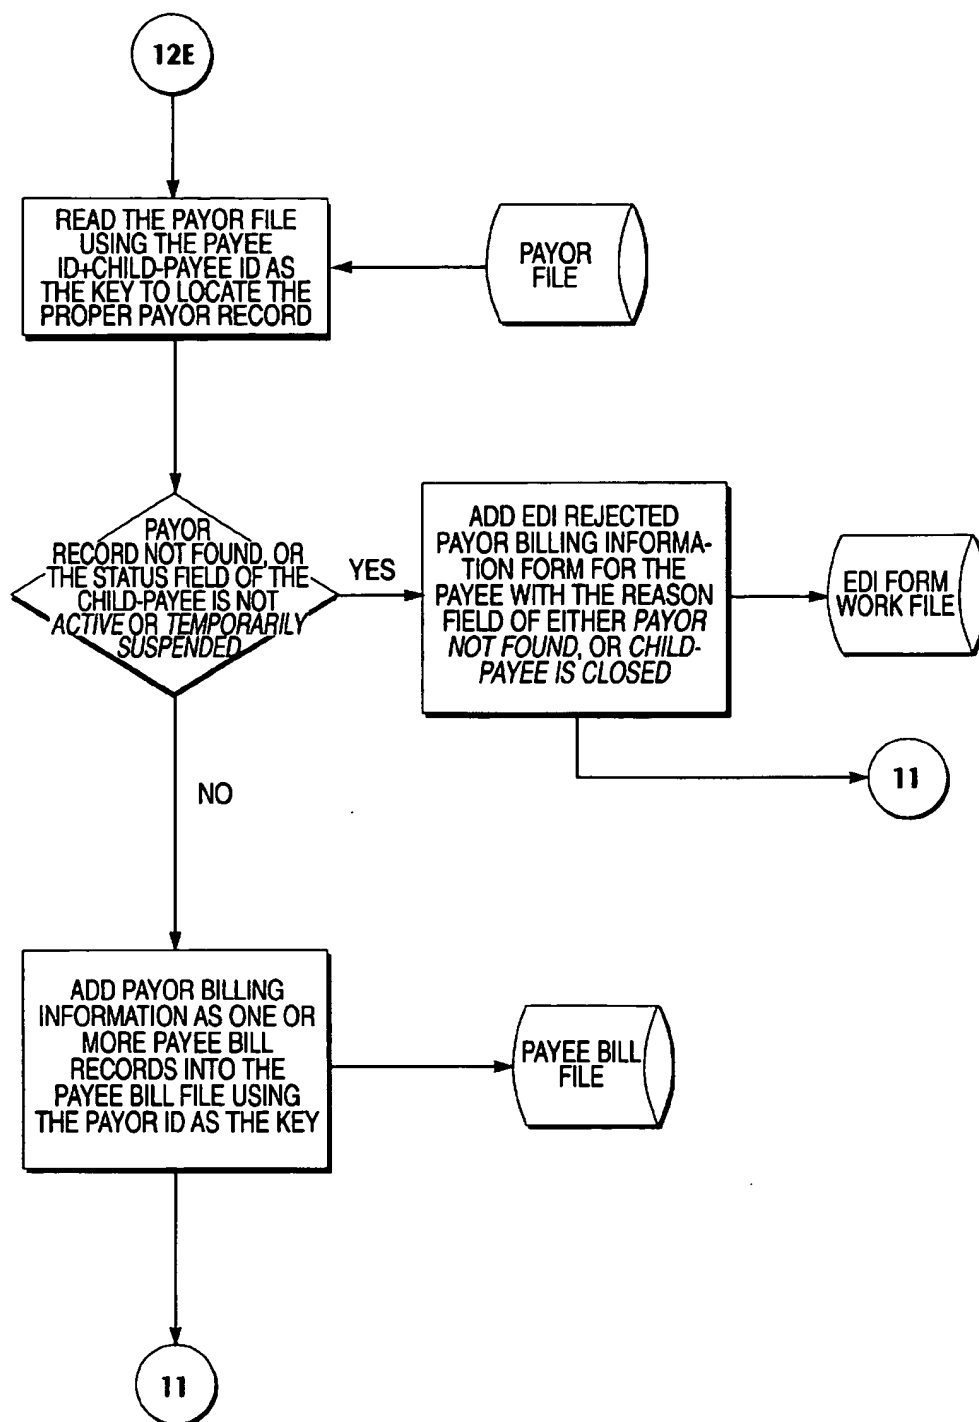 12E
READ THE PAYOR FILE
USING THE PAYEE
ID+CHILD-PAYEE ID AS
THE KEY TO LOCATE THE
PROPER PAYOR RECORD
PAYOR
FILE
PAYOR
RECORD NOT FOUND, OR
THE STATUS FIELD OF THE
CHILD-PAYEE IS NOT
ACTIVE OR TEMPORARILY
SUSPENDED
YES
ADD EDI REJECTED
PAYOR BILLING INFORMA-
TION FORM FOR THE
PAYEE WITH THE REASON
FIELD OF EITHER PAYOR
NOT FOUND, OR CHILD-
PAYEE IS CLOSED
EDI FORM
WORK FILE
11
NO
ADD PAYOR BILLING
INFORMATION AS ONE OR
MORE PAYEE BILL
RECORDS INTO THE
PAYEE BILL FILE USING
THE PAYOR ID AS THE KEY
PAYEE BILL
FILE
11